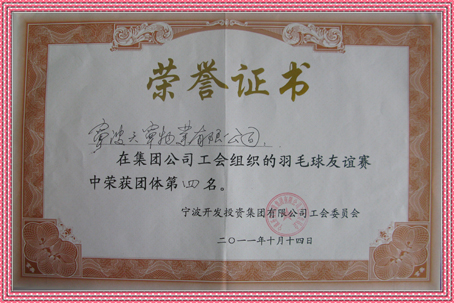 荣誉证书
宁波天宁物业有限公司:
在集团公司工会组织的羽毛球友谊赛
中荣获团体第四名。
宁波开发投资集团有限公司工会委员会
二〇一一年十月十四日